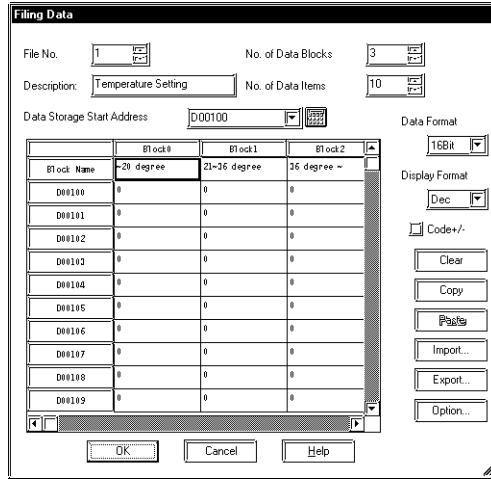 Filing Data
File No. 1 No. of Data Blocks 3
Description: Temperature Setting No. of Data Items 10
Data Storage Start Address D00100
Data Format
16Bit
Display Format
Dec
Code+/-
Block0 Block1 Block2
Block Name ~20 degree 21~36 degree 36 degree ~
D00100 0 0 0
D00101 0 0 0
D00102 0 0 0
D00103 0 0 0
D00104 0 0 0
D00105 0 0 0
D00106 0 0 0
D00107 0 0 0
D00108 0 0 0
D00109 0 0 0
Clear
Copy
Paste
Import...
Export...
Option...
OK Cancel Help